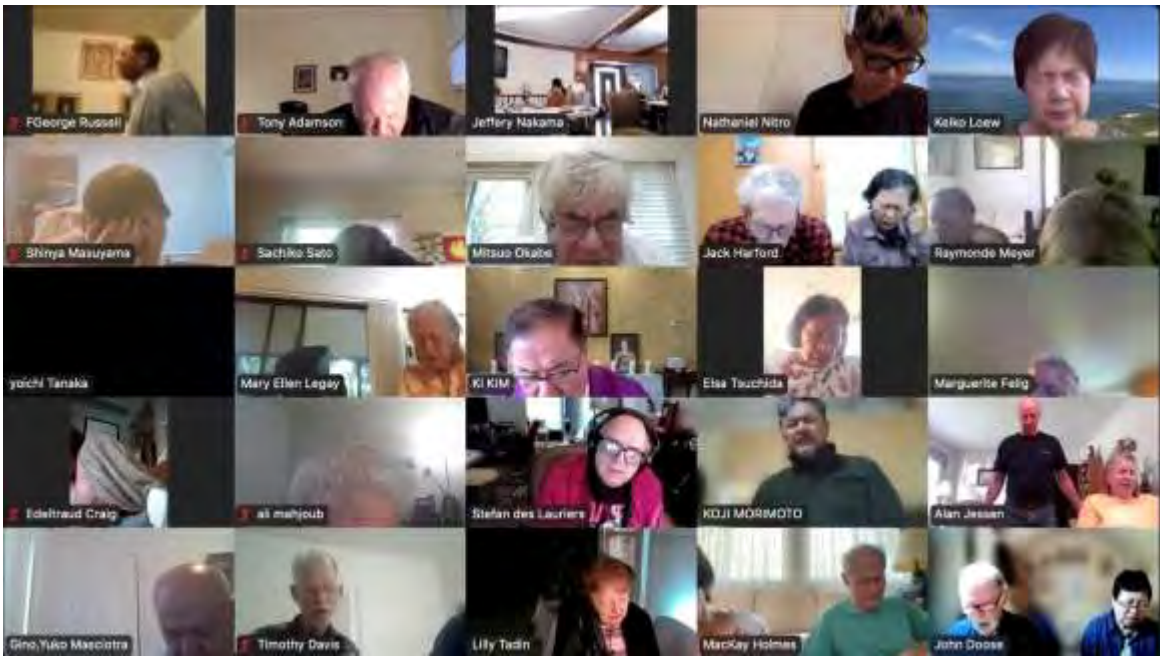 FGeorge Russell
Tony Adamson
Jeffery Nakama
Nathaniel Nitro
Keiko Loew
Shinya Masuyama
Sachiko Sato
Mitsuo Okabe
Jack Harford
Raymonde Meyer
yoichi Tanaka
Mary Ellen Legay
KI KIM
Elsa Tsuchida
Marguerite Felig
Edeltraud Craig
ali mahjoub
Stefan des Lauriers
KOJI MORIMOTO
Alan Jessen
Gino,Yuko Masciotra
Timothy Davis
Lilly Tadin
MacKay Holmes
John Doose